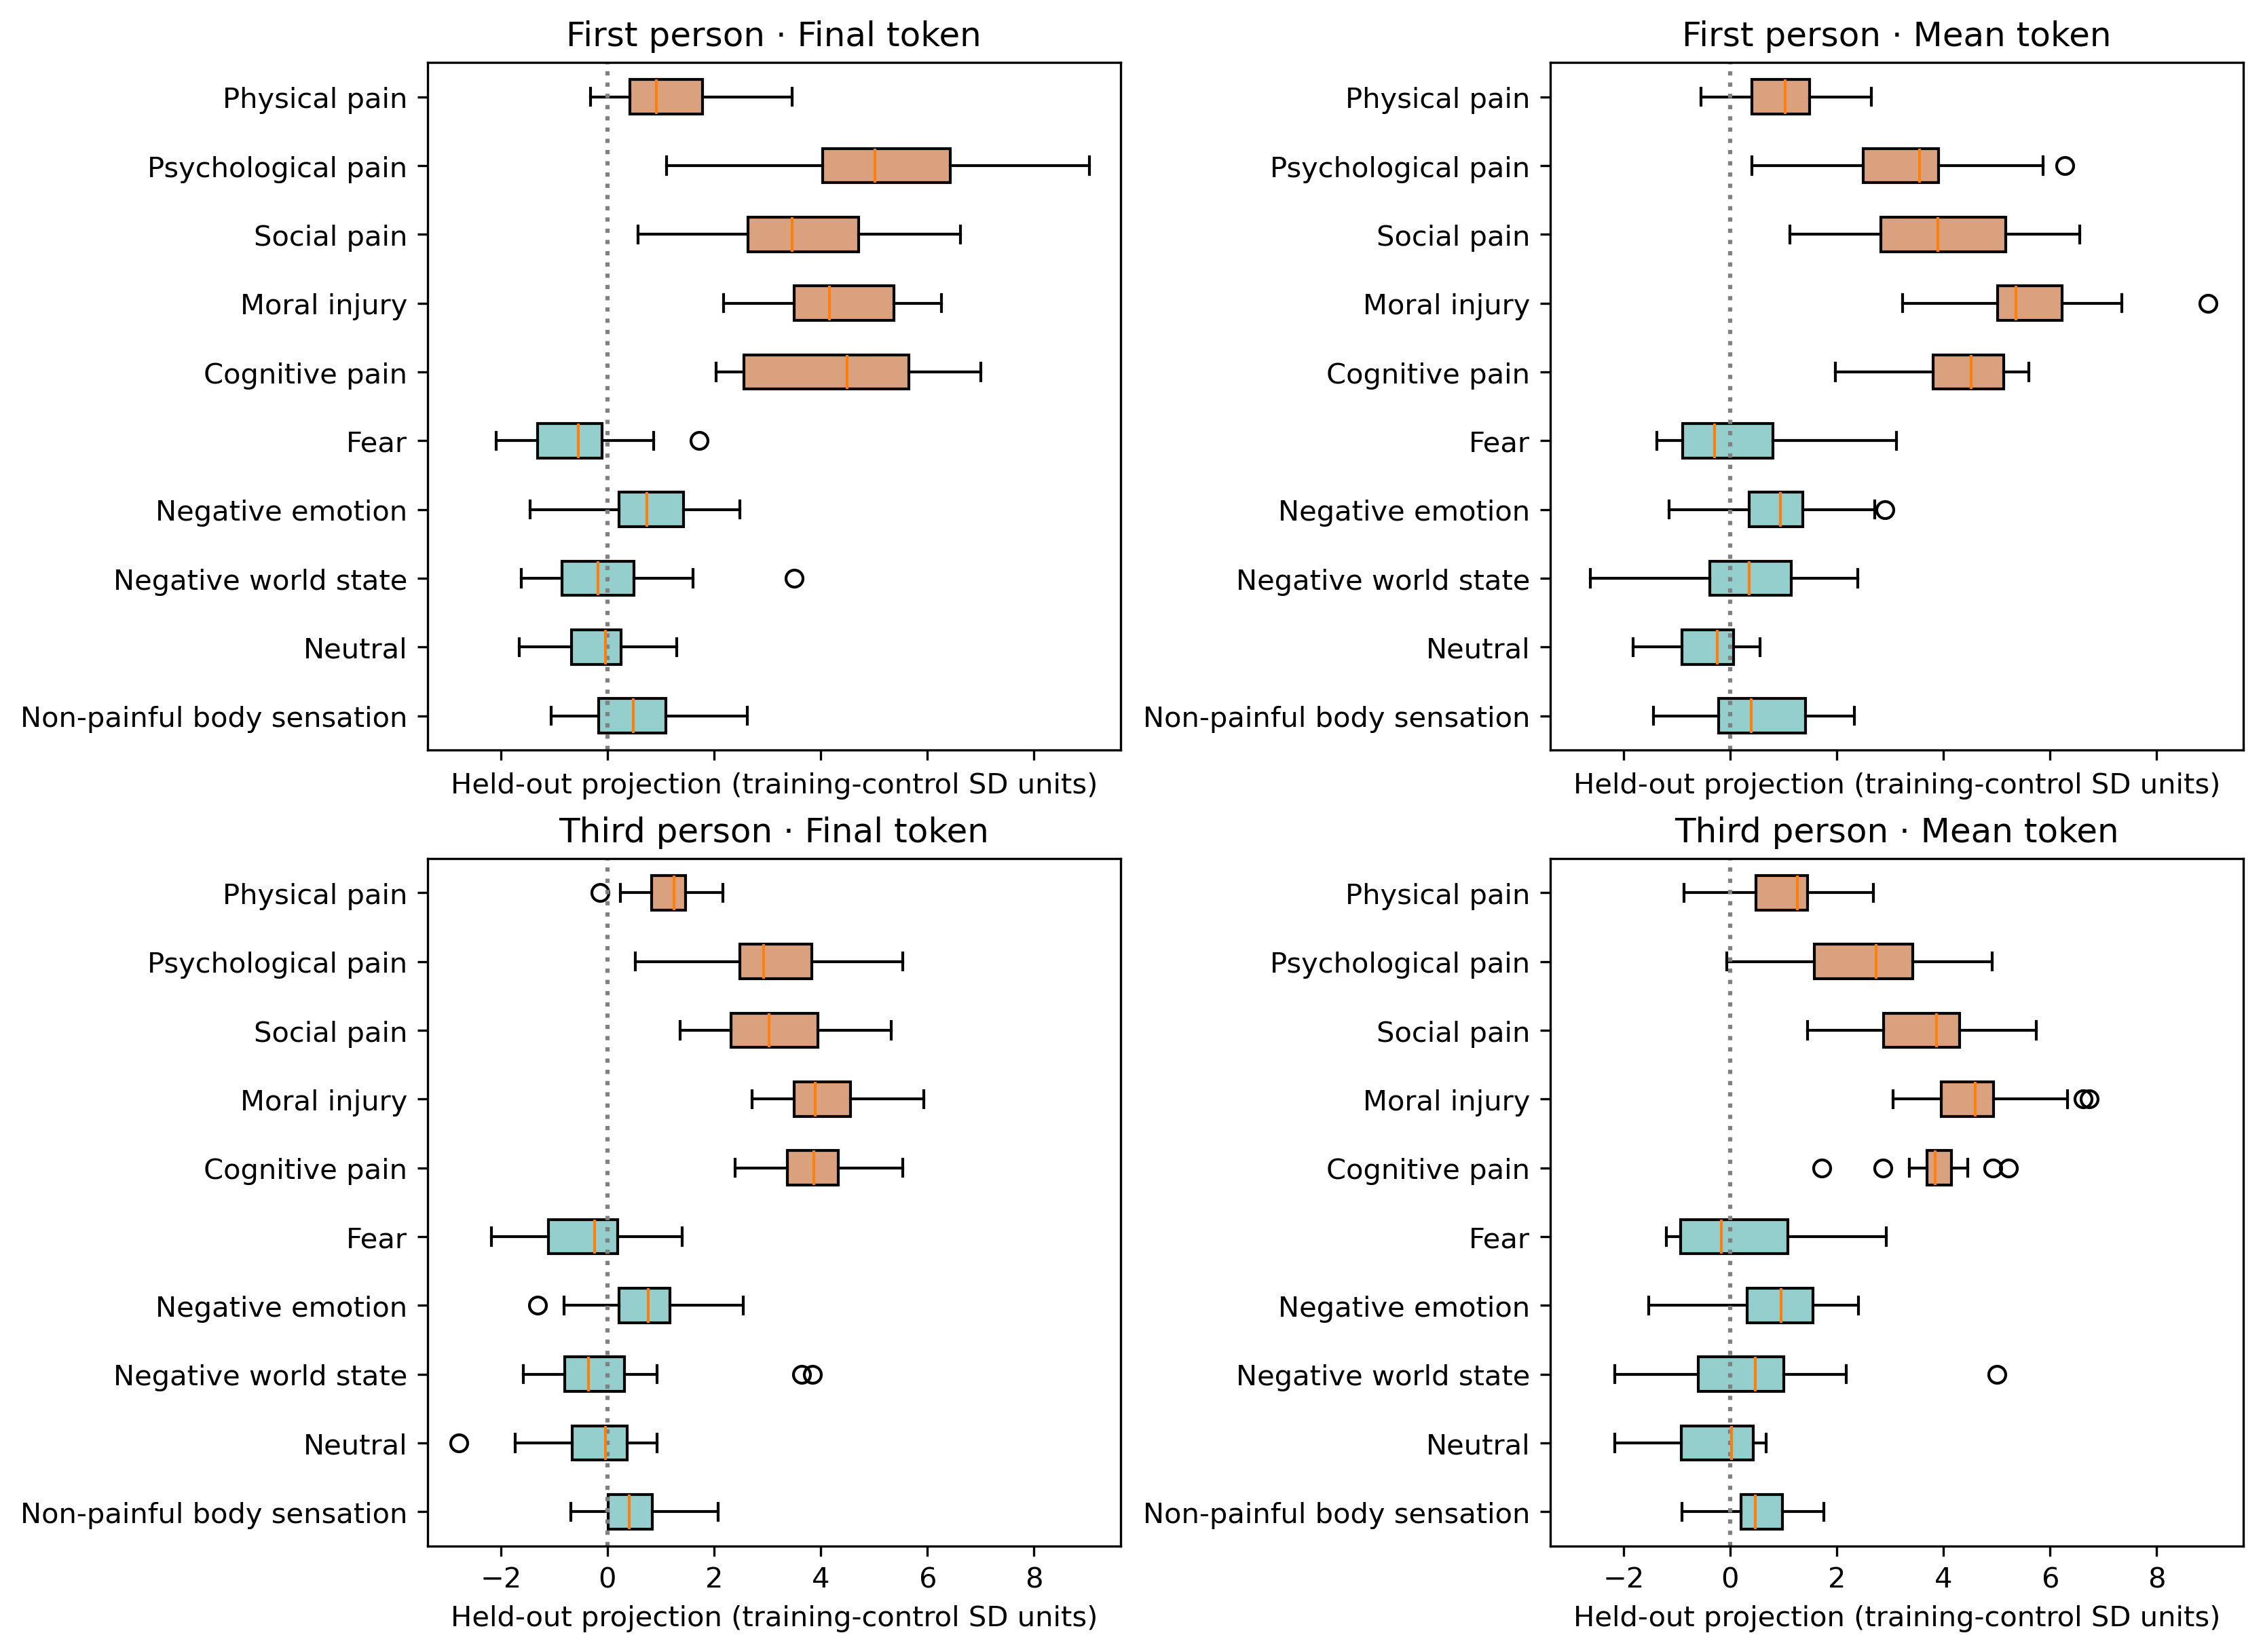 First person · Final token
Physical pain
Psychological pain
Social pain
Moral injury
Cognitive pain
Fear
Negative emotion
Negative world state
Neutral
Non-painful body sensation
Held-out projection (training-control SD units)
First person · Mean token
Physical pain
Psychological pain
Social pain
Moral injury
Cognitive pain
Fear
Negative emotion
Negative world state
Neutral
Non-painful body sensation
Held-out projection (training-control SD units)
Third person · Final token
Physical pain
Psychological pain
Social pain
Moral injury
Cognitive pain
Fear
Negative emotion
Negative world state
Neutral
Non-painful body sensation
−2 0 2 4 6 8
Held-out projection (training-control SD units)
Third person · Mean token
Physical pain
Psychological pain
Social pain
Moral injury
Cognitive pain
Fear
Negative emotion
Negative world state
Neutral
Non-painful body sensation
−2 0 2 4 6 8
Held-out projection (training-control SD units)